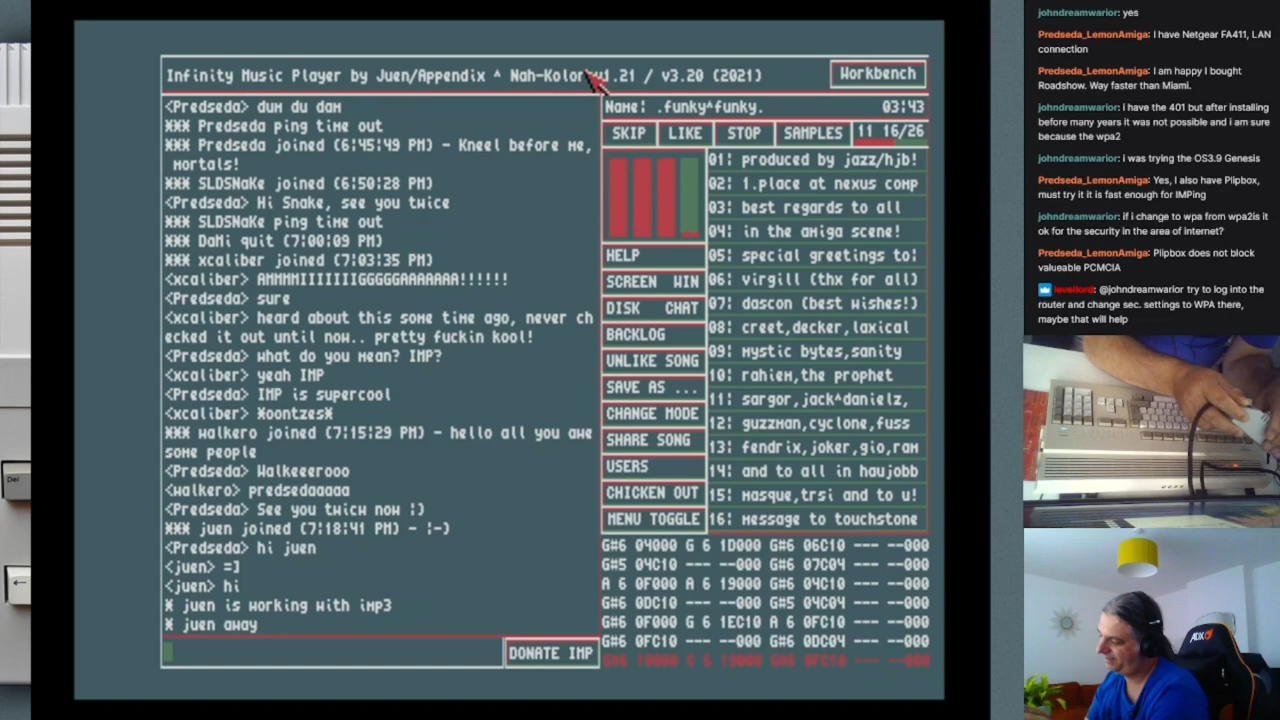 Infinity Music Player by Juen/Appendix ^ Nah-Kolor v1.21 / v3.20 (2021)
Workbench
<Predseda> dum du dam
*** Predseda ping time out
*** Predseda joined (6:45:49 PM) - Kneel before me,
mortals!
*** SLDSNaKe joined (6:50:28 PM)
<Predseda> Hi Snake, see you twice
*** SLDSNaKe ping time out
*** DaMi quit (7:00:09 PM)
*** xcaliber joined (7:03:35 PM)
<xcaliber> AMMMMIIIIIIIGGGGGAAAAAAA!!!!!!
<Predseda> sure
<xcaliber> heard about this some time ago, never ch
ecked it out until now.. pretty fuckin kool!
<Predseda> what do you mean? IMP?
<xcaliber> yeah IMP
<Predseda> IMP is supercool
<xcaliber> *oontzes*
*** walkero joined (7:15:29 PM) - hello all you awe
some people
<Predseda> Walkeeerooo
<walkero> predsedaaaaa
<Predseda> See you twich now :)
*** juen joined (7:18:41 PM) - :-)
<Predseda> hi juen
<juen> =]
<juen> hi
* juen is working with imp3
* juen away
DONATE IMP
Name: .funky^funky. 03:43
SKIP LIKE STOP SAMPLES 11 16/26
HELP
SCREEN WIN
DISK CHAT
BACKLOG
UNLIKE SONG
SAVE AS ...
CHANGE MODE
SHARE SONG
USERS
CHICKEN OUT
MENU TOGGLE
01: produced by jazz/hjb!
02: 1.place at nexus comp
03: best regards to all
04: in the amiga scene!
05: special greetings to:
06: virgill (thx for all)
07: dascon (best wishes!)
08: creet,decker,laxical
09: mystic bytes,sanity
10: rahiem,the prophet
11: sargor,jack^danielz,
12: guzzman,cyclone,fuss
13: fendrix,joker,gio,ram
14: and to all in haujobb
15: masque,trsi and to u!
16: message to touchstone
G#6 04000 G 6 1D000 G#6 06C10 --- --000
G#5 04C10 --- --000 G#6 07C04 --- --000
A 6 0F000 A 6 19000 G#6 04C10 --- --000
G#6 0DC10 --- --000 G#5 04C04 --- --000
G#6 0F000 G 6 1EC10 A 6 0FC10 --- --000
G#6 0FC10 --- --000 G#6 0DC04 --- --000
johndreamwarior: yes
Predseda_LemonAmiga: I have Netgear FA411, LAN
connection
Predseda_LemonAmiga: I am happy I bought
Roadshow. Way faster than Miami.
johndreamwarior: i have the 401 but after installing
before many years it was not possible and i am sure
because the wpa2
johndreamwarior: i was trying the OS3.9 Genesis
Predseda_LemonAmiga: Yes, I also have Plipbox,
must try it it is fast enough for IMPing
johndreamwarior: if i change to wpa from wpa2is it
ok for the security in the area of internet?
Predseda_LemonAmiga: Plipbox does not block
valueable PCMCIA
levellord: @johndreamwarior try to log into the
router and change sec. settings to WPA there,
maybe that will help
Del
ADX